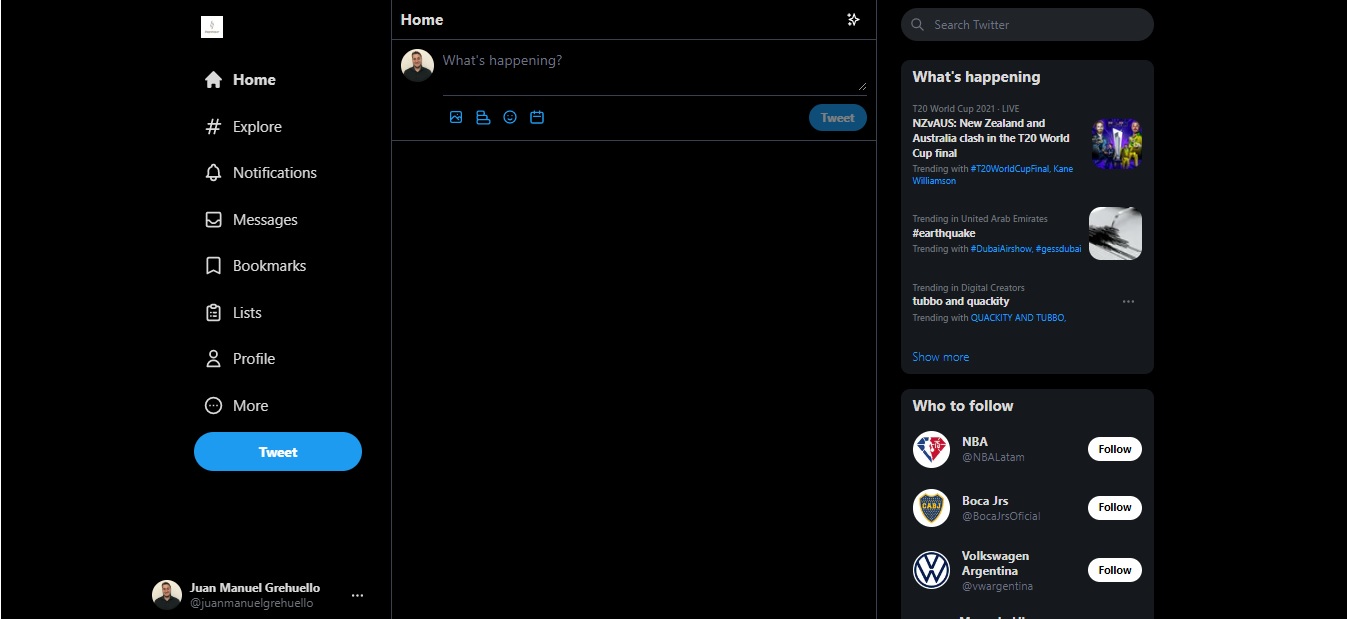 Home
Explore
Notifications
Messages
Bookmarks
Lists
Profile
More
Tweet
Juan Manuel Grehuello
@juanmanuelgrehuello
Home
What's happening?
Tweet
Search Twitter
What's happening
T20 World Cup 2021 · LIVE
NZvAUS: New Zealand and
Australia clash in the T20 World
Cup final
Trending with #T20WorldCupFinal, Kane
Williamson
Trending in United Arab Emirates
#earthquake
Trending with #DubaiAirshow, #gessdubai
Trending in Digital Creators
tubbo and quackity
Trending with QUACKITY AND TUBBO,
Show more
Who to follow
NBA
@NBALatam
Follow
CABJ
Boca Jrs
@BocaJrsOficial
Follow
Volkswagen
Argentina
@vwargentina
Follow